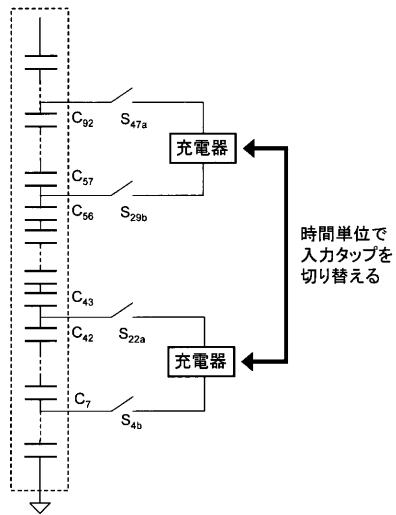 C92
S47a
充電器
C57
C56
S29b
時間単位で
入力タップを
切り替える
C43
C42
S22a
充電器
C7
S4b